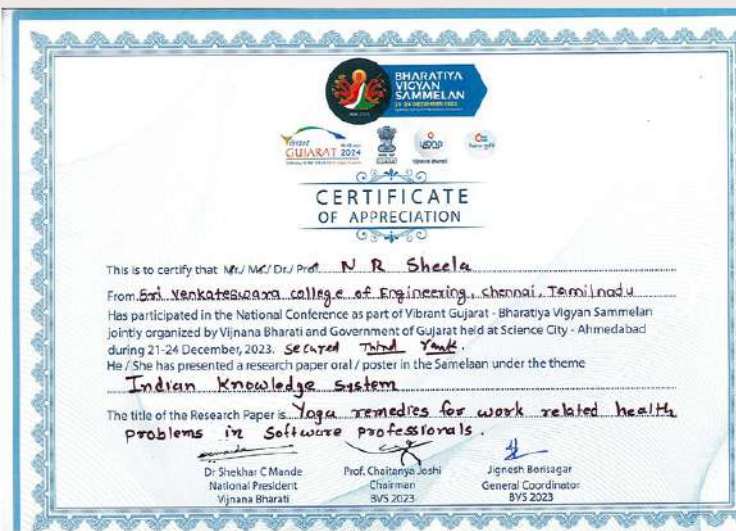 BHARATIYA
VIGYAN
SAMMELAN
21-24 DECEMBER 2023
VIBRANT
GUJARAT 2024
CERTIFICATE
OF APPRECIATION
This is to certify that Mr./ Ms./ Dr./ Prof. N R Sheela
From Sri Venkateswara college of Engineering, chennai, Tamilnadu
Has participated in the National Conference as part of Vibrant Gujarat - Bharatiya Vigyan Sammelan
jointly organized by Vijnana Bharati and Government of Gujarat held at Science City - Ahmedabad
during 21-24 December, 2023. Secured Third Rank.
He / She has presented a research paper oral / poster in the Samelaan under the theme
Indian Knowledge System
The title of the Research Paper is Yoga remedies for work related health
problems in Software professionals.
Dr Shekhar C Mande Prof. Chaitanya Joshi Jignesh Borisagar
National President Chairman General Coordinator
Vijnana Bharati BVS 2023 BVS 2023